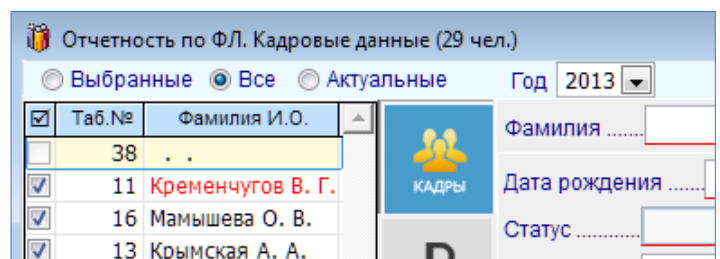 Отчетность по ФЛ. Кадровые данные (29 чел.)
Выбранные Все Актуальные Год 2013
Таб.№ Фамилия И.О.
Фамилия .......
38 . .
11 Кременчугов В. Г.
КАДРЫ
Дата рождения .......
16 Мамышева О. В.
Статус ............
13 Крымская А. А.